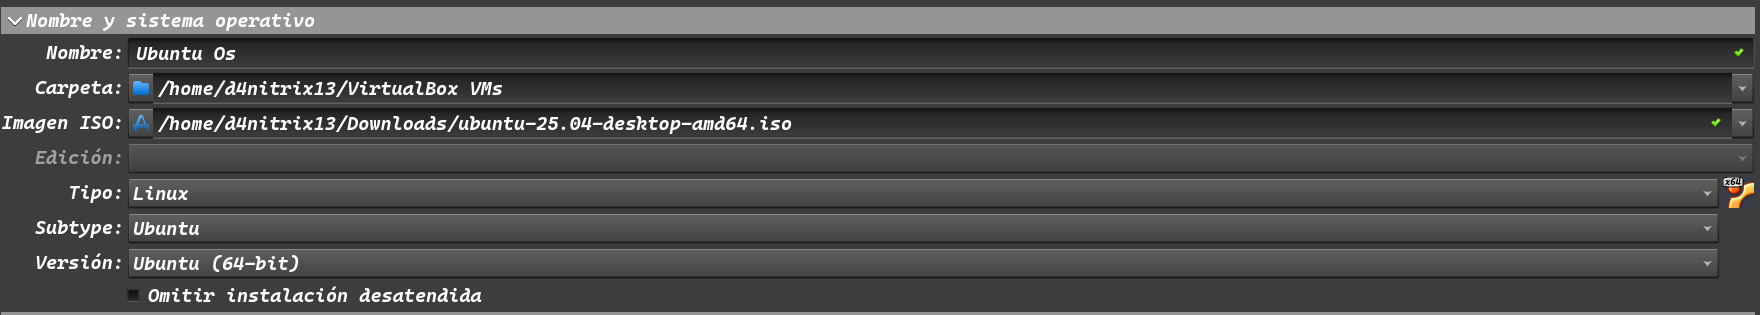 Nombre y sistema operativo
Nombre: Ubuntu Os
Carpeta: /home/d4nitrix13/VirtualBox VMs
Imagen ISO: /home/d4nitrix13/Downloads/ubuntu-25.04-desktop-amd64.iso
Edición:
Tipo: Linux x64
Subtype: Ubuntu
Versión: Ubuntu (64-bit)
Omitir instalación desatendida